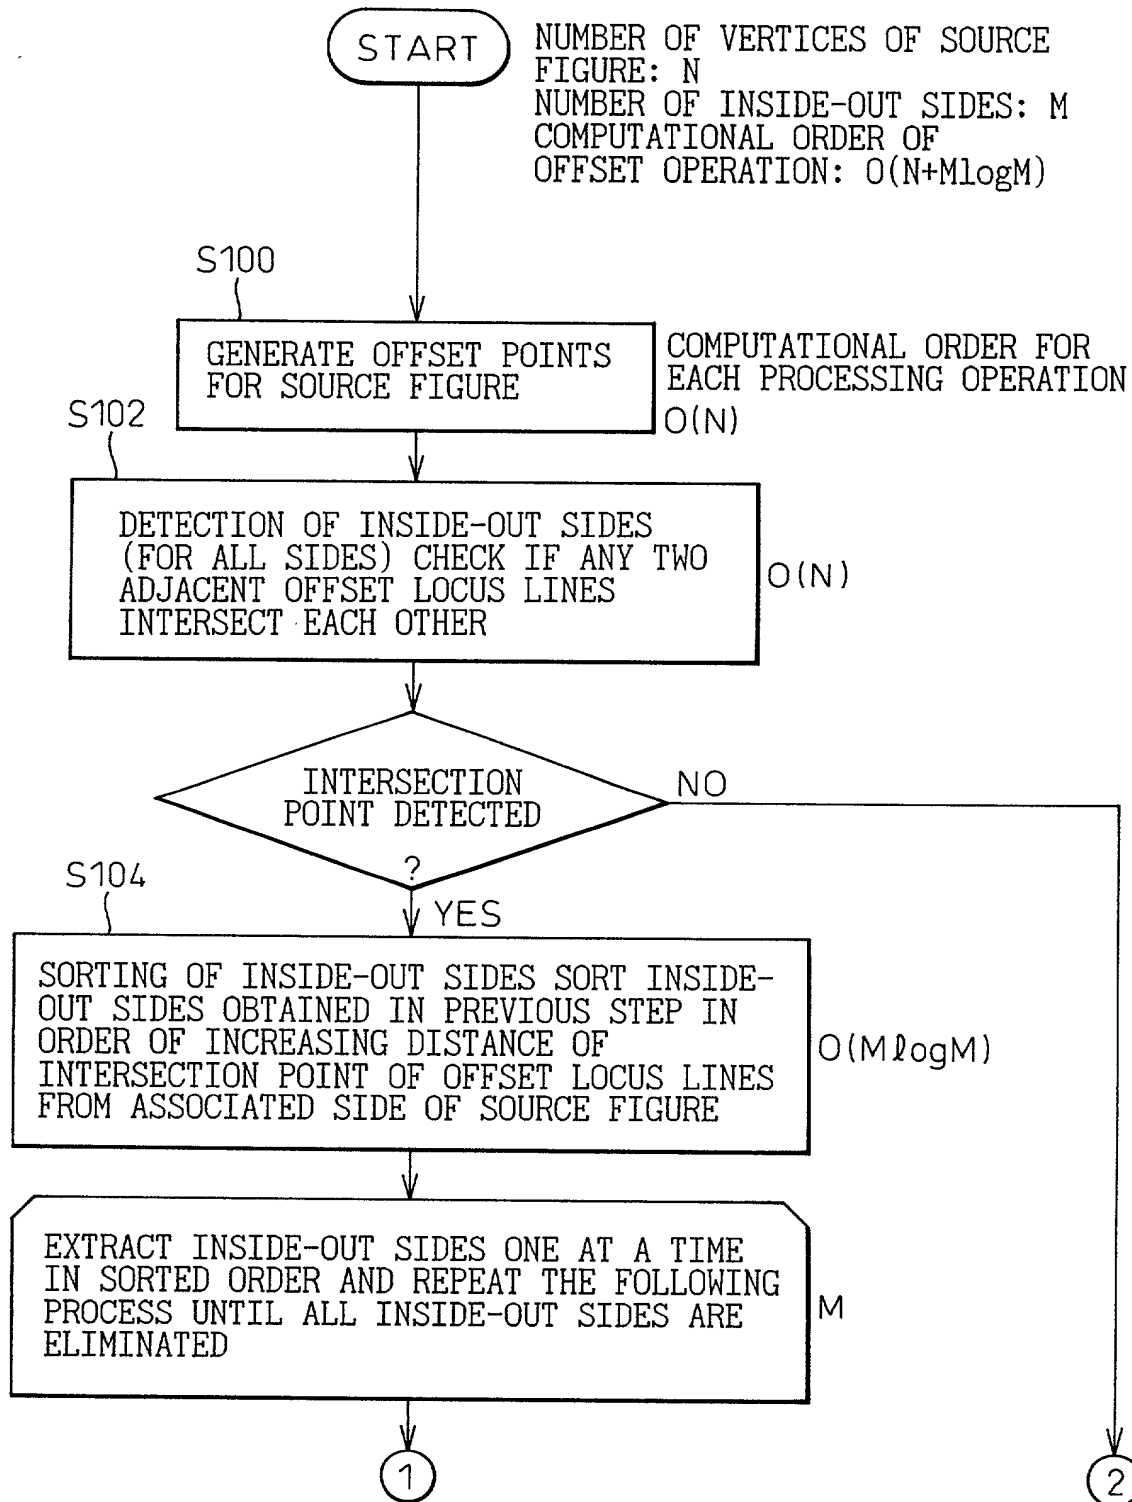 START
NUMBER OF VERTICES OF SOURCE
FIGURE: N
NUMBER OF INSIDE-OUT SIDES: M
COMPUTATIONAL ORDER OF
OFFSET OPERATION: O(N+MlogM)
S100
GENERATE OFFSET POINTS
FOR SOURCE FIGURE
COMPUTATIONAL ORDER FOR
EACH PROCESSING OPERATION
O(N)
S102
DETECTION OF INSIDE-OUT SIDES
(FOR ALL SIDES) CHECK IF ANY TWO
ADJACENT OFFSET LOCUS LINES
INTERSECT EACH OTHER
O(N)
INTERSECTION
POINT DETECTED
?
NO
YES
S104
SORTING OF INSIDE-OUT SIDES SORT INSIDE-
OUT SIDES OBTAINED IN PREVIOUS STEP IN
ORDER OF INCREASING DISTANCE OF
INTERSECTION POINT OF OFFSET LOCUS LINES
FROM ASSOCIATED SIDE OF SOURCE FIGURE
O(MlogM)
EXTRACT INSIDE-OUT SIDES ONE AT A TIME
IN SORTED ORDER AND REPEAT THE FOLLOWING
PROCESS UNTIL ALL INSIDE-OUT SIDES ARE
ELIMINATED
M
1
2